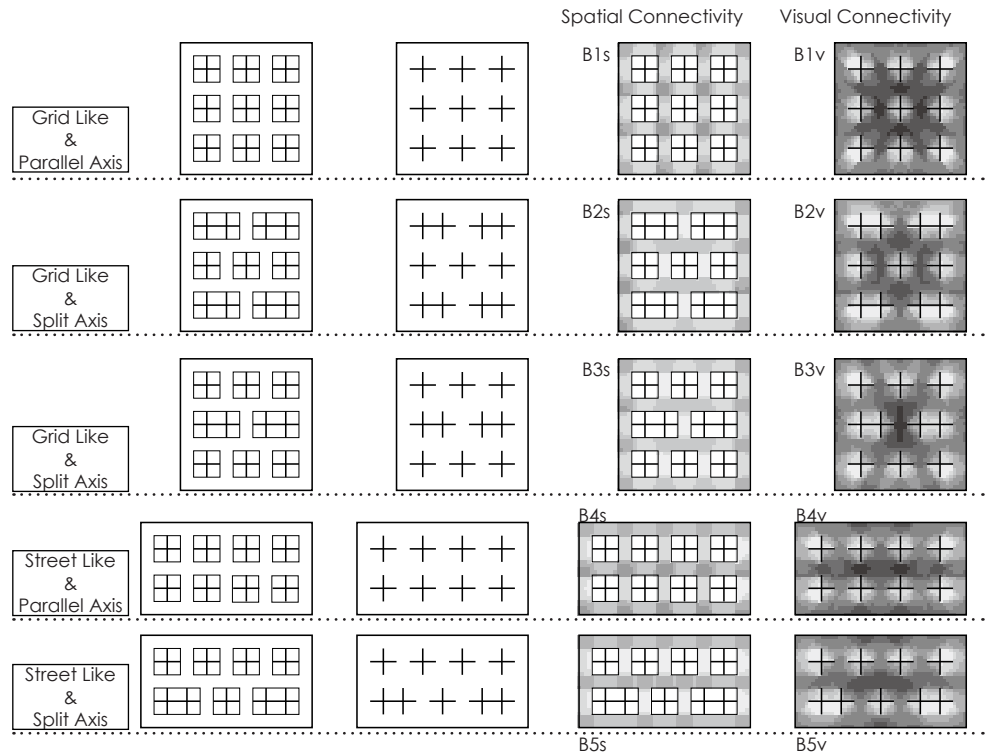 Spatial Connectivity
Visual Connectivity
B1s
B1v
Grid Like
&
Parallel Axis
B2s
B2v
Grid Like
&
Split Axis
B3s
B3v
Grid Like
&
Split Axis
B4s
B4v
Street Like
&
Parallel Axis
Street Like
&
Split Axis
B5s
B5v